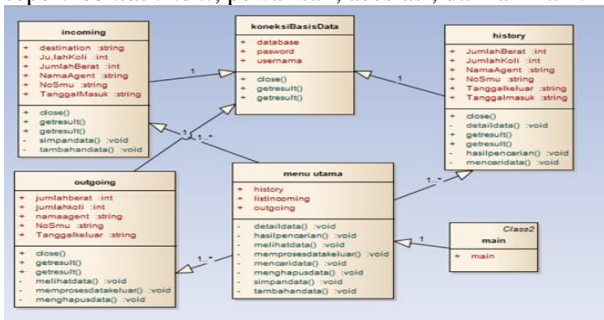 incoming
+ destination :string
+ Ju,lahKoli :int
+ JumlahBerat :int
+ NamaAgent :string
+ NoSmu :string
+ TanggalMasuk :string
+ close()
+ getresult()
+ getresult()
- simpandata() :void
- tambahandata() :void
koneksiBasisData
+ database
+ pasword
+ usernama
+ close()
+ getresult()
+ getresult()
history
+ JumlahBerat :int
+ JumlahKoli :int
+ NamaAgent :string
+ NoSmu :string
+ Tanggalkeluar :string
+ Tanggalmasuk :string
+ close()
- detaildata() :void
+ getresult()
+ getresult()
- hasilpencarian() :void
- mencaridata() :void
1
1
1
1..*
outgoing
+ jumlahberat :int
+ jumlahkoli :int
+ namaagent :string
+ NoSmu :string
+ Tanggalkeluar :string
+ close()
+ getresult()
+ getresult()
- melihatdata() :void
- memprosesdatakeluar() :void
- menghapusdata() :void
menu utama
+ history
+ listincoming
+ outgoing
- detaildata() :void
- hasilpencarian() :void
- melihatdata() :void
- memprosesdatakeluar() :void
- mencaridata() :void
- menghapusdata() :void
- simpandata() :void
- tambahandata() :void
1..*
1..*
1
Class2
main
+ main